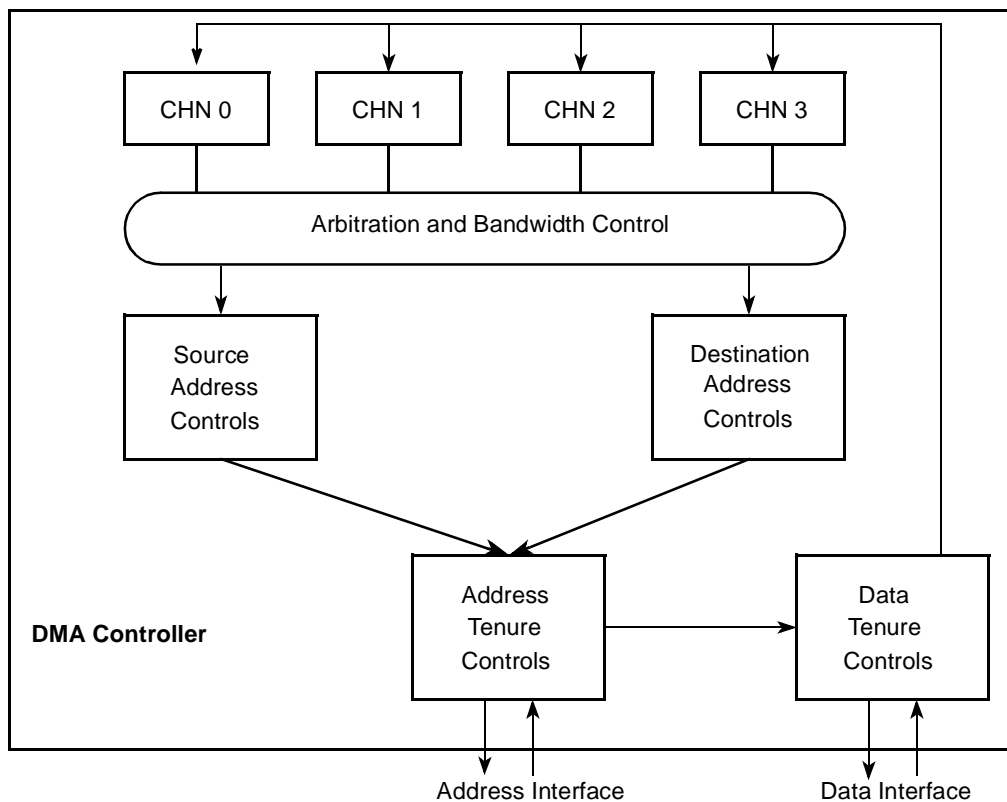 CHN 0
CHN 1
CHN 2
CHN 3
Arbitration and Bandwidth Control
Source
Address
Controls
Destination
Address
Controls
Address
Tenure
Controls
Data
Tenure
Controls
DMA Controller
Address Interface
Data Interface